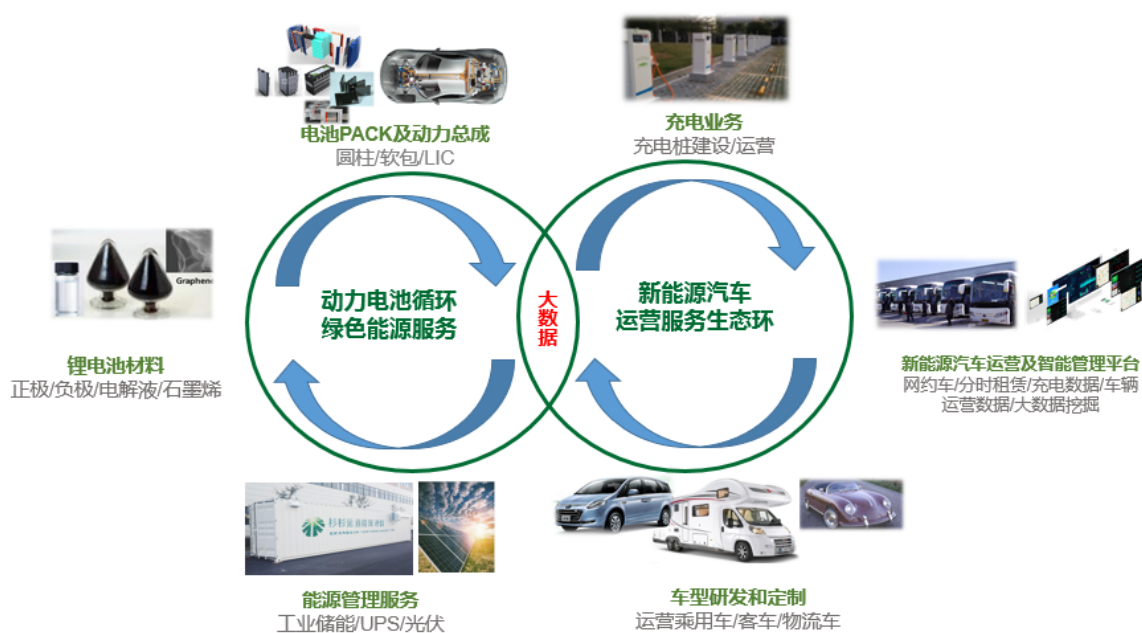 电池PACK及动力总成
圆柱/软包/LIC
充电业务
充电桩建设/运营
Graphene
锂电池材料
正极/负极/电解液/石墨烯
动力电池循环
绿色能源服务
大数据
新能源汽车
运营服务生态环
新能源汽车运营及智能管理平台
网约车/分时租赁/充电数据/车辆
运营数据/大数据挖掘
能源管理服务
工业储能/UPS/光伏
车型研发和定制
运营乘用车/客车/物流车